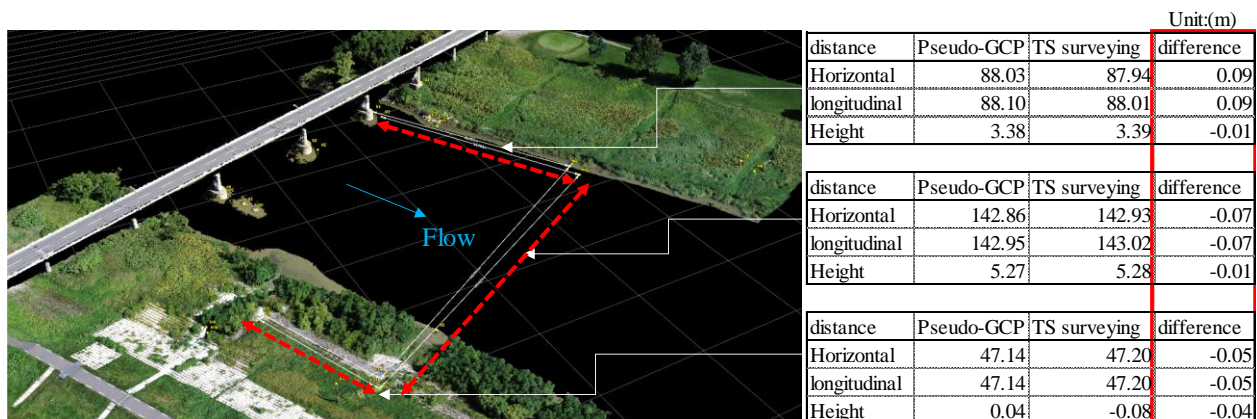 Unit:(m)
distance Pseudo-GCP TS surveying difference
Horizontal 88.03 87.94 0.09
longitudinal 88.10 88.01 0.09
Height 3.38 3.39 -0.01
distance Pseudo-GCP TS surveying difference
Horizontal 142.86 142.93 -0.07
longitudinal 142.95 143.02 -0.07
Height 5.27 5.28 -0.01
distance Pseudo-GCP TS surveying difference
Horizontal 47.14 47.20 -0.05
longitudinal 47.14 47.20 -0.05
Height 0.04 -0.08 -0.04
Flow